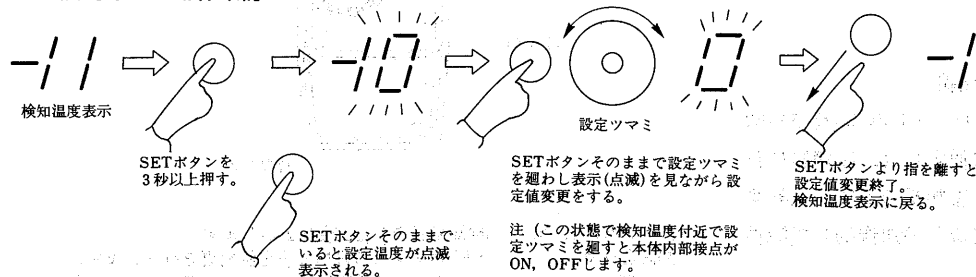 -11
検知温度表示
SETボタンを
3秒以上押す。
-10
SETボタンそのままで
いると設定温度が点滅
表示される。
設定ツマミ
0
SETボタンそのままで設定ツマミ
を廻わし表示(点滅)を見ながら設
定値変更をする。
注（この状態で検知温度付近で設
定ツマミを廻すと本体内部接点が
ON，OFFします。
SETボタンより指を離すと
設定値変更終了。
検知温度表示に戻る。